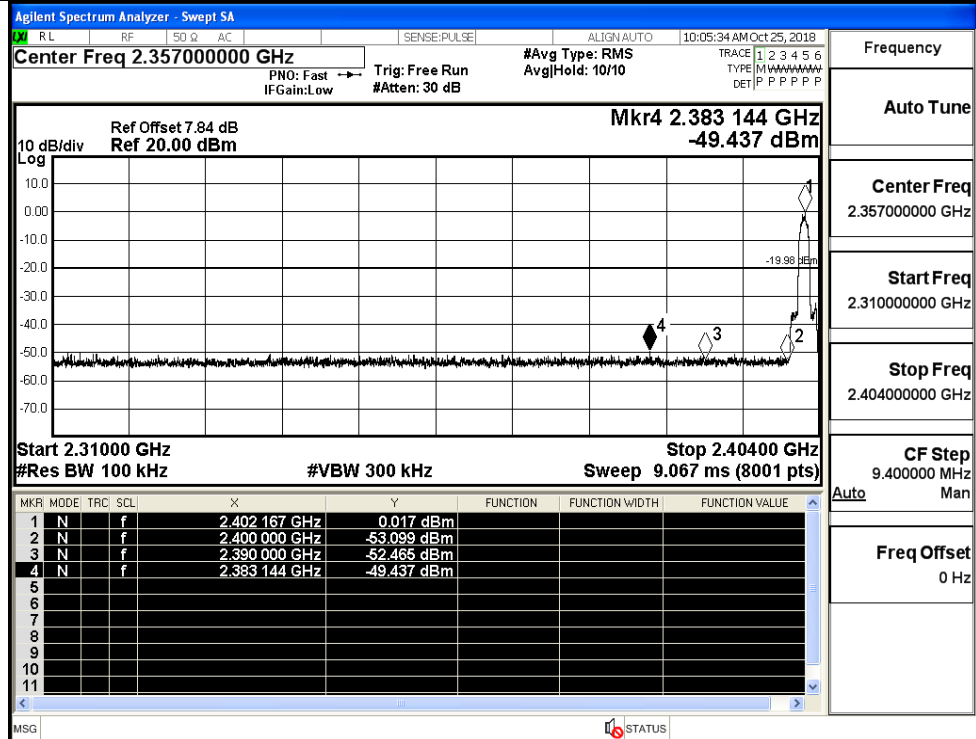 Agilent Spectrum Analyzer - Swept SA
LXI RL RF 50 Ω AC SENSE:PULSE ALIGN AUTO 10:05:34 AM Oct 25, 2018
Center Freq 2.357000000 GHz
PNO: Fast
IFGain:Low
Trig: Free Run
#Atten: 30 dB
#Avg Type: RMS
Avg|Hold: 10/10
TRACE 1 2 3 4 5 6
TYPE M WWWWW
DET P P P P P P
Mkr4 2.383 144 GHz
-49.437 dBm
Ref Offset 7.84 dB
10 dB/div Ref 20.00 dBm
Log
10.0
0.00
-10.0
-20.0
-30.0
-40.0
-50.0
-60.0
-70.0
1
-19.98 dBm
4
3
2
Start 2.31000 GHz Stop 2.40400 GHz
#Res BW 100 kHz #VBW 300 kHz Sweep 9.067 ms (8001 pts)
MKR MODE TRC SCL X Y FUNCTION FUNCTION WIDTH FUNCTION VALUE
1 N f 2.402 167 GHz 0.017 dBm
2 N f 2.400 000 GHz -53.099 dBm
3 N f 2.390 000 GHz -52.465 dBm
4 N f 2.383 144 GHz -49.437 dBm
5
6
7
8
9
10
11
MSG STATUS
Frequency
Auto Tune
Center Freq
2.357000000 GHz
Start Freq
2.310000000 GHz
Stop Freq
2.404000000 GHz
CF Step
9.400000 MHz
Auto Man
Freq Offset
0 Hz